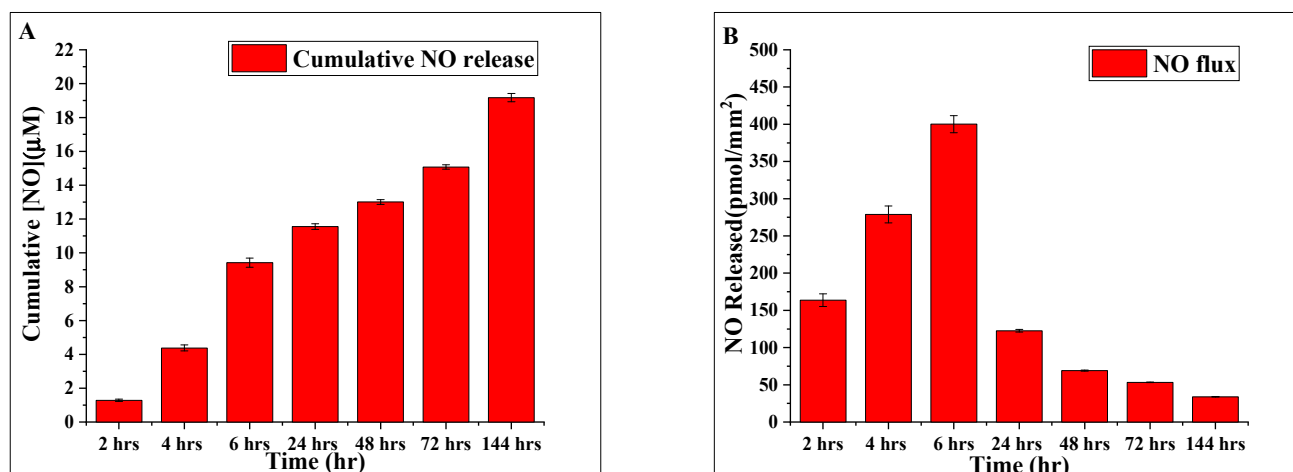 A
Cumulative NO release
Cumulative [NO](μM)
22
20
18
16
14
12
10
8
6
4
2
0
2 hrs 4 hrs 6 hrs 24 hrs 48 hrs 72 hrs 144 hrs
Time (hr)
B
NO flux
NO Released(pmol/mm²)
500
450
400
350
300
250
200
150
100
50
0
2 hrs 4 hrs 6 hrs 24 hrs 48 hrs 72 hrs 144 hrs
Time (hr)